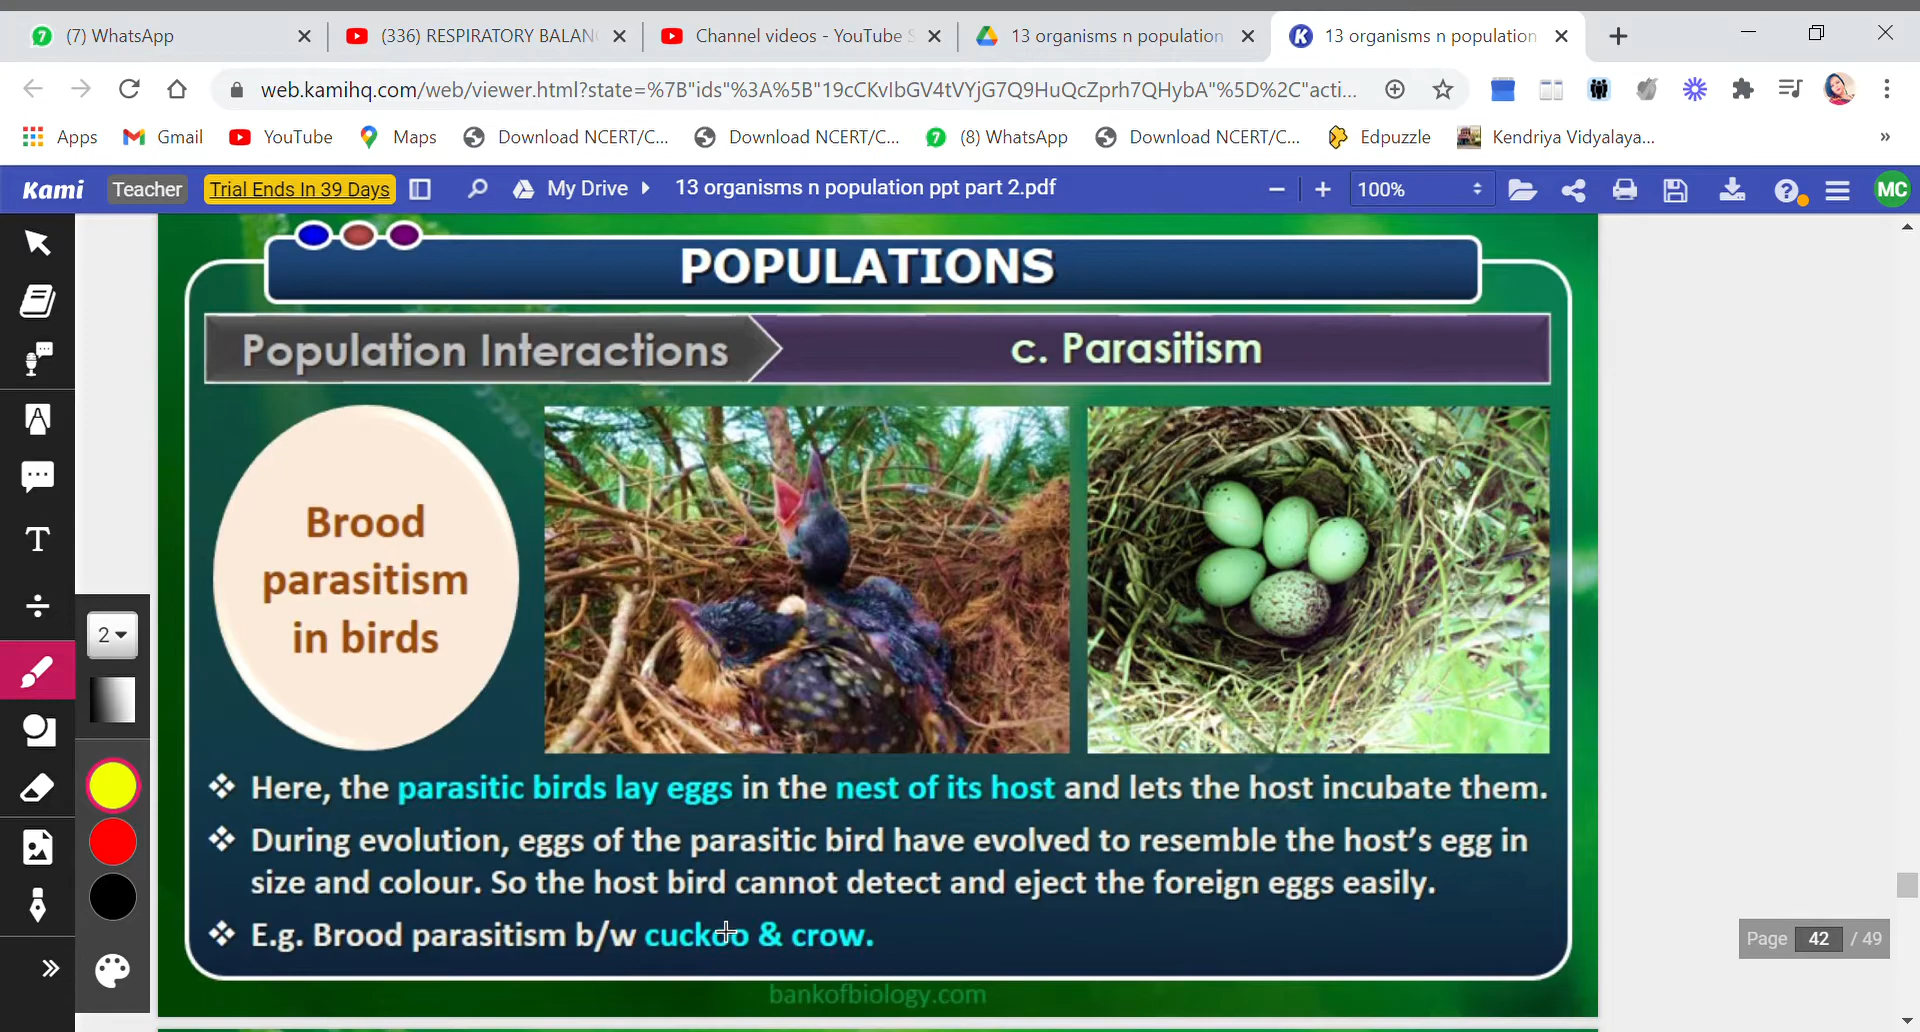 (7) WhatsApp
(336) RESPIRATORY BALAN
Channel videos - YouTube S
13 organisms n population
13 organisms n population
web.kamihq.com/web/viewer.html?state=%7B"ids"%3A%5B"19cCKvIbGV4tVYjG7Q9HuQcZprh7QHybA"%5D%2C"acti...
Apps
Gmail
YouTube
Maps
Download NCERT/C...
Download NCERT/C...
(8) WhatsApp
Download NCERT/C...
Edpuzzle
Kendriya Vidyalaya...
»
Kami
Teacher
Trial Ends In 39 Days
My Drive
13 organisms n population ppt part 2.pdf
100%
MC
POPULATIONS
Population Interactions
c. Parasitism
Brood
parasitism
in birds
2
Here, the parasitic birds lay eggs in the nest of its host and lets the host incubate them.
During evolution, eggs of the parasitic bird have evolved to resemble the host's egg in
size and colour. So the host bird cannot detect and eject the foreign eggs easily.
E.g. Brood parasitism b/w cuckoo & crow.
Page 42 / 49
bankofbiology.com